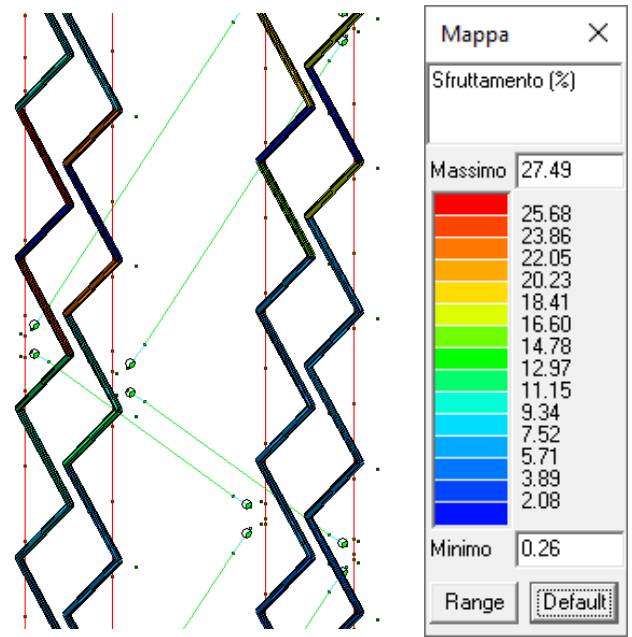 Mappa
Sfruttamento (%)
Massimo 27.49
25.68
23.86
22.05
20.23
18.41
16.60
14.78
12.97
11.15
9.34
7.52
5.71
3.89
2.08
Minimo 0.26
Range Default